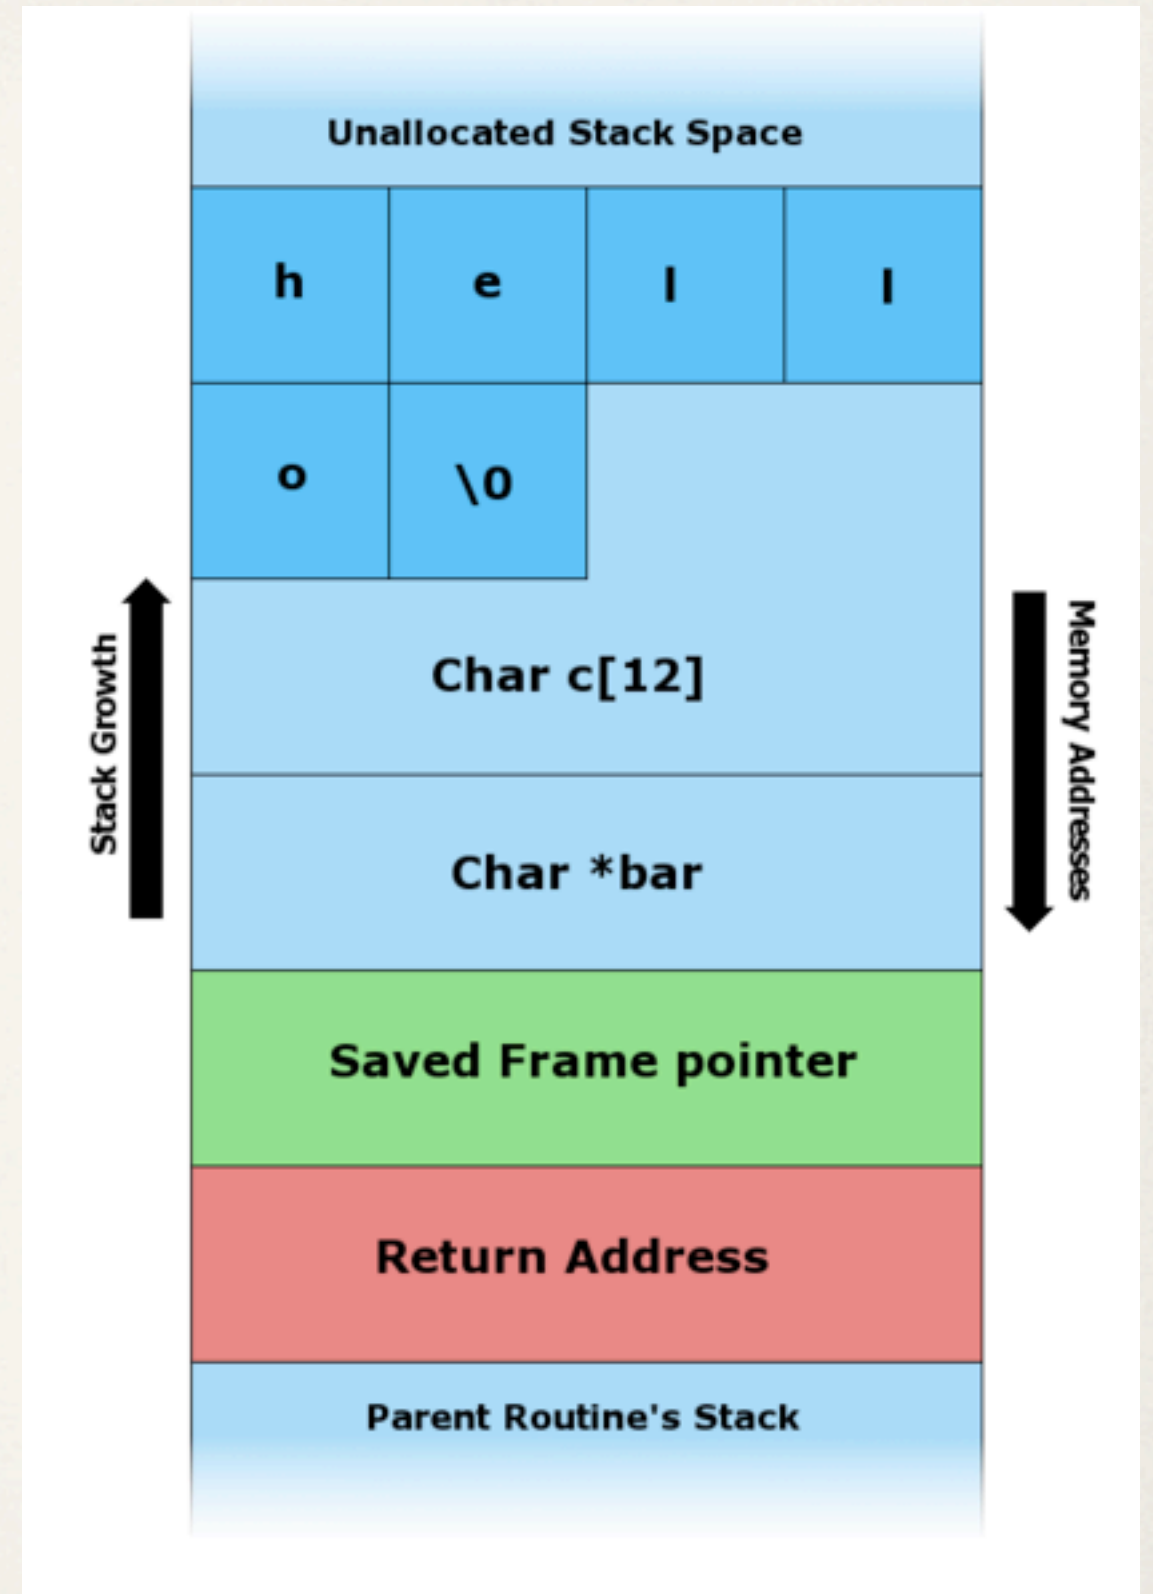 Unallocated Stack Space
h e l l
o \0
Char c[12]
Stack Growth
Memory Addresses
Char *bar
Saved Frame pointer
Return Address
Parent Routine's Stack